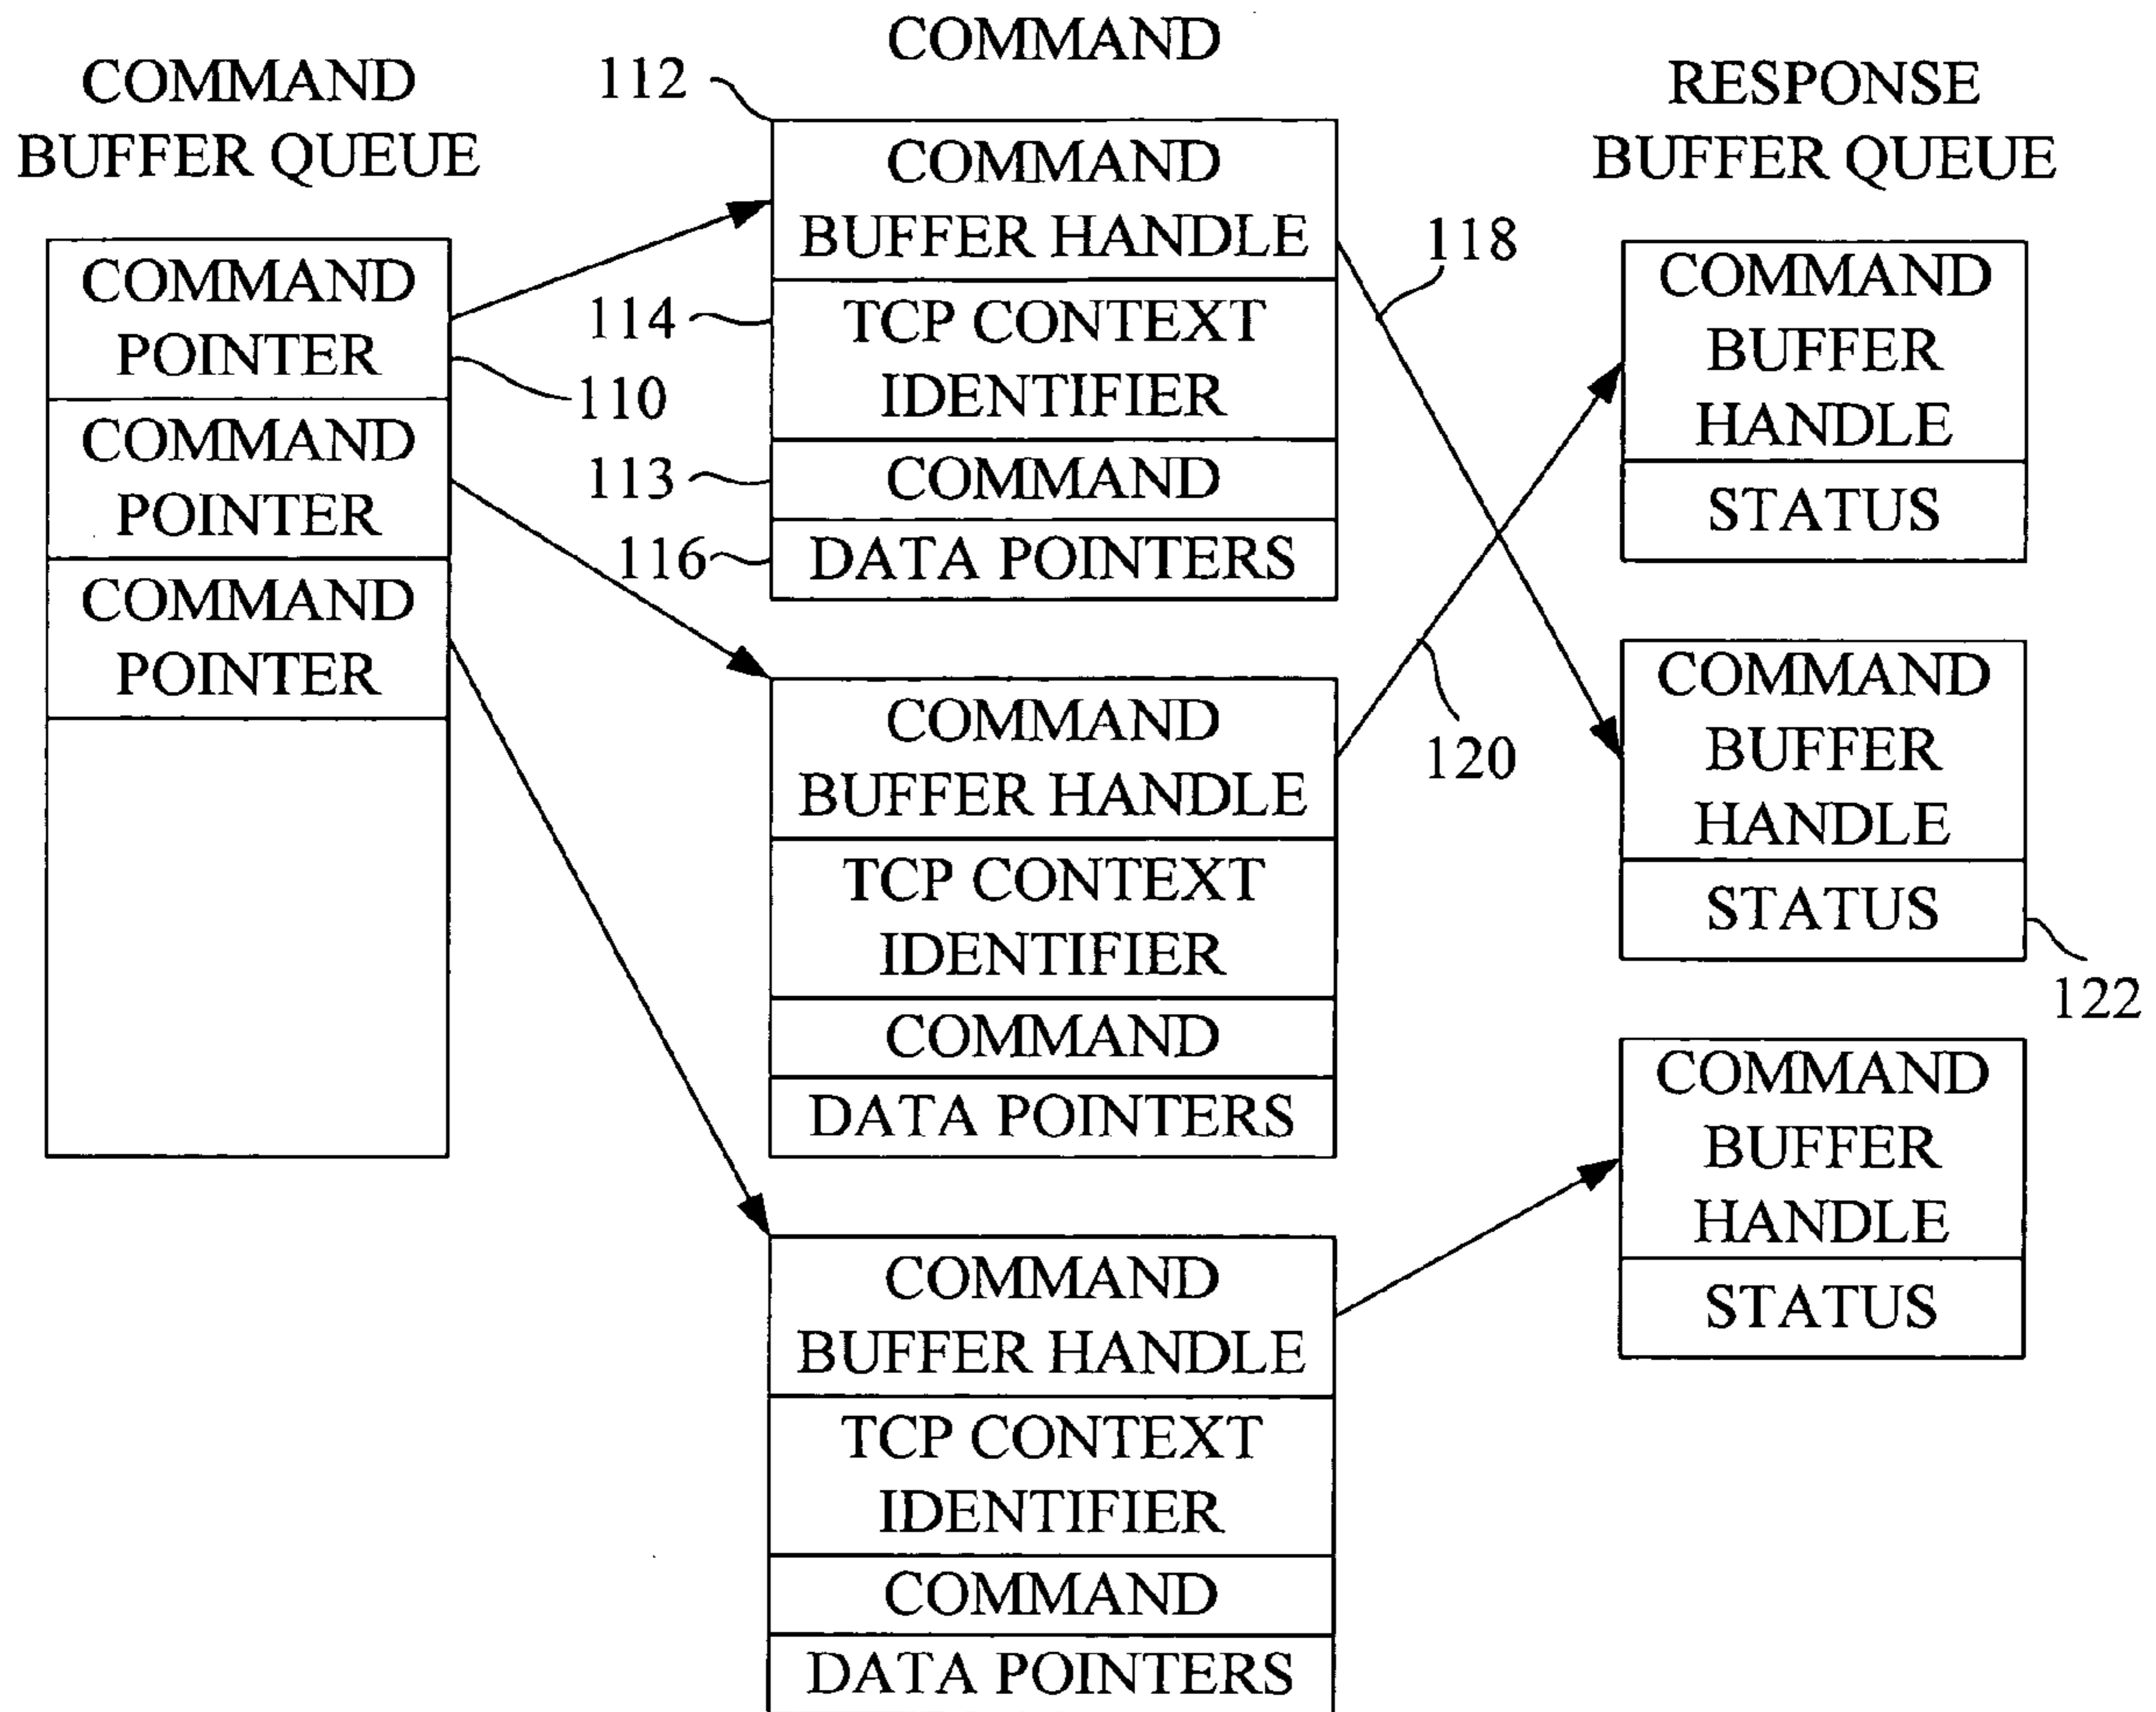 COMMAND
BUFFER QUEUE
COMMAND
POINTER
110
COMMAND
POINTER
COMMAND
POINTER
COMMAND
112
COMMAND
BUFFER HANDLE
114
TCP CONTEXT
IDENTIFIER
113
COMMAND
116
DATA POINTERS
COMMAND
BUFFER HANDLE
TCP CONTEXT
IDENTIFIER
COMMAND
DATA POINTERS
COMMAND
BUFFER HANDLE
TCP CONTEXT
IDENTIFIER
COMMAND
DATA POINTERS
118
120
RESPONSE
BUFFER QUEUE
COMMAND
BUFFER
HANDLE
STATUS
COMMAND
BUFFER
HANDLE
STATUS
122
COMMAND
BUFFER
HANDLE
STATUS